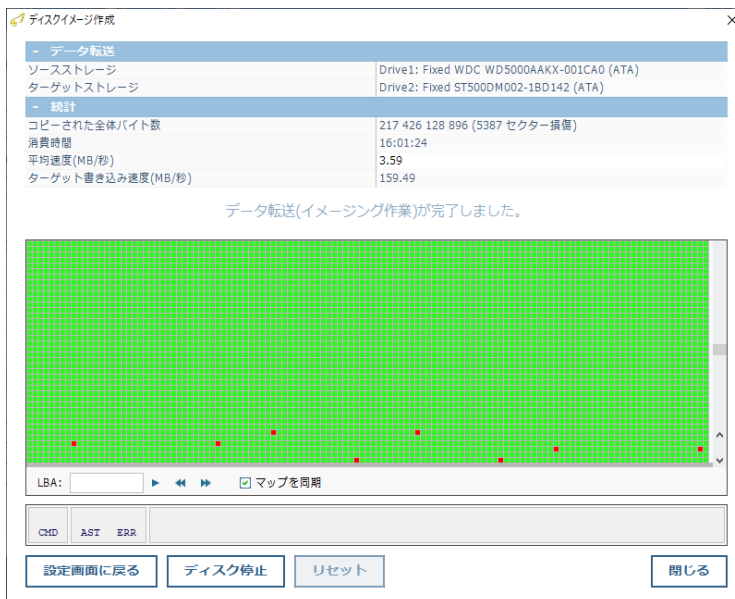 ディスクイメージ作成
- データ転送
ソースストレージ Drive1: Fixed WDC WD5000AAKX-001CA0 (ATA)
ターゲットストレージ Drive2: Fixed ST500DM002-1BD142 (ATA)
- 統計
コピーされた全体バイト数 217 426 128 896 (5387 セクター損傷)
消費時間 16:01:24
平均速度(MB/秒) 3.59
ターゲット書き込み速度(MB/秒) 159.49
データ転送(イメージング作業)が完了しました。
LBA: マップを同期
CMD AST ERR
設定画面に戻る ディスク停止 リセット 閉じる